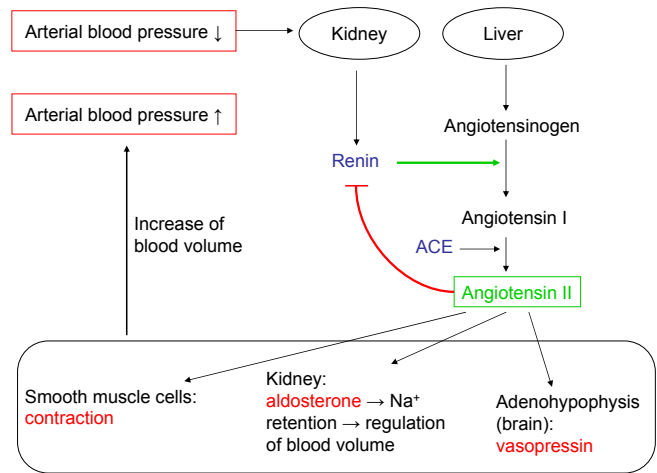 Arterial blood pressure ↓
Kidney
Liver
Arterial blood pressure ↑
Angiotensinogen
Renin
Increase of
blood volume
Angiotensin I
ACE
Angiotensin II
Smooth muscle cells:
contraction
Kidney:
aldosterone → Na⁺
retention → regulation
of blood volume
Adenohypophysis
(brain):
vasopressin